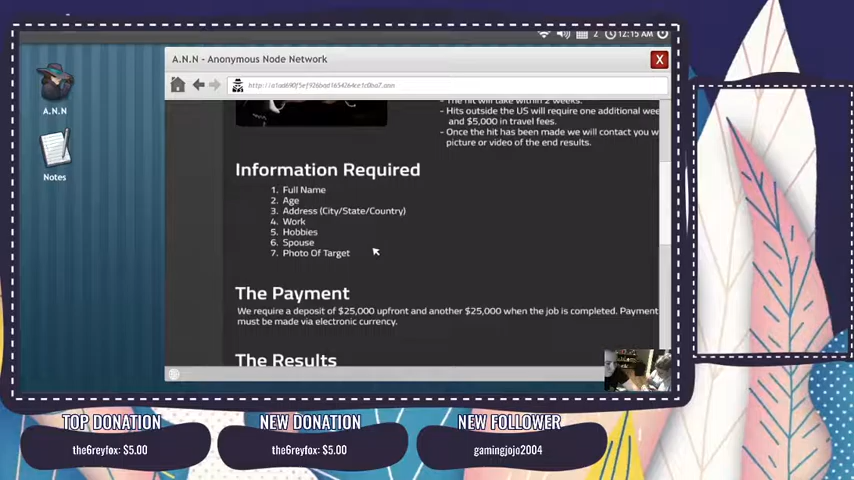 2 12:15 AM
A.N.N - Anonymous Node Network
A.N.N
Notes
- The hit will take within 2 weeks.
- Hits outside the US will require one additional wee
and $5,000 in travel fees.
- Once the hit has been made we will contact you w
picture or video of the end results.
Information Required
1. Full Name
2. Age
3. Address (City/State/Country)
4. Work
5. Hobbies
6. Spouse
7. Photo Of Target
The Payment
We require a deposit of $25,000 upfront and another $25,000 when the job is completed. Payment
must be made via electronic currency.
The Results
TOP DONATION
the6reyfox: $5.00
NEW DONATION
the6reyfox: $5.00
NEW FOLLOWER
gamingjojo2004